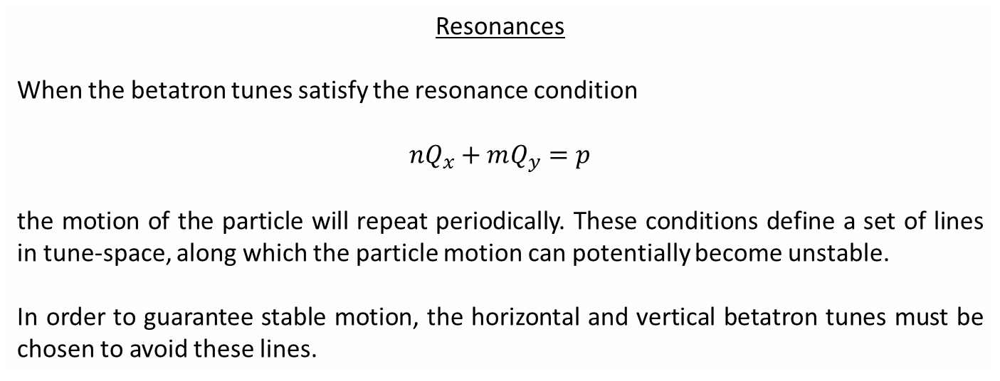 Resonances
When the betatron tunes satisfy the resonance condition
nQₓ + mQᵧ = p
the motion of the particle will repeat periodically. These conditions define a set of lines
in tune-space, along which the particle motion can potentially become unstable.
In order to guarantee stable motion, the horizontal and vertical betatron tunes must be
chosen to avoid these lines.